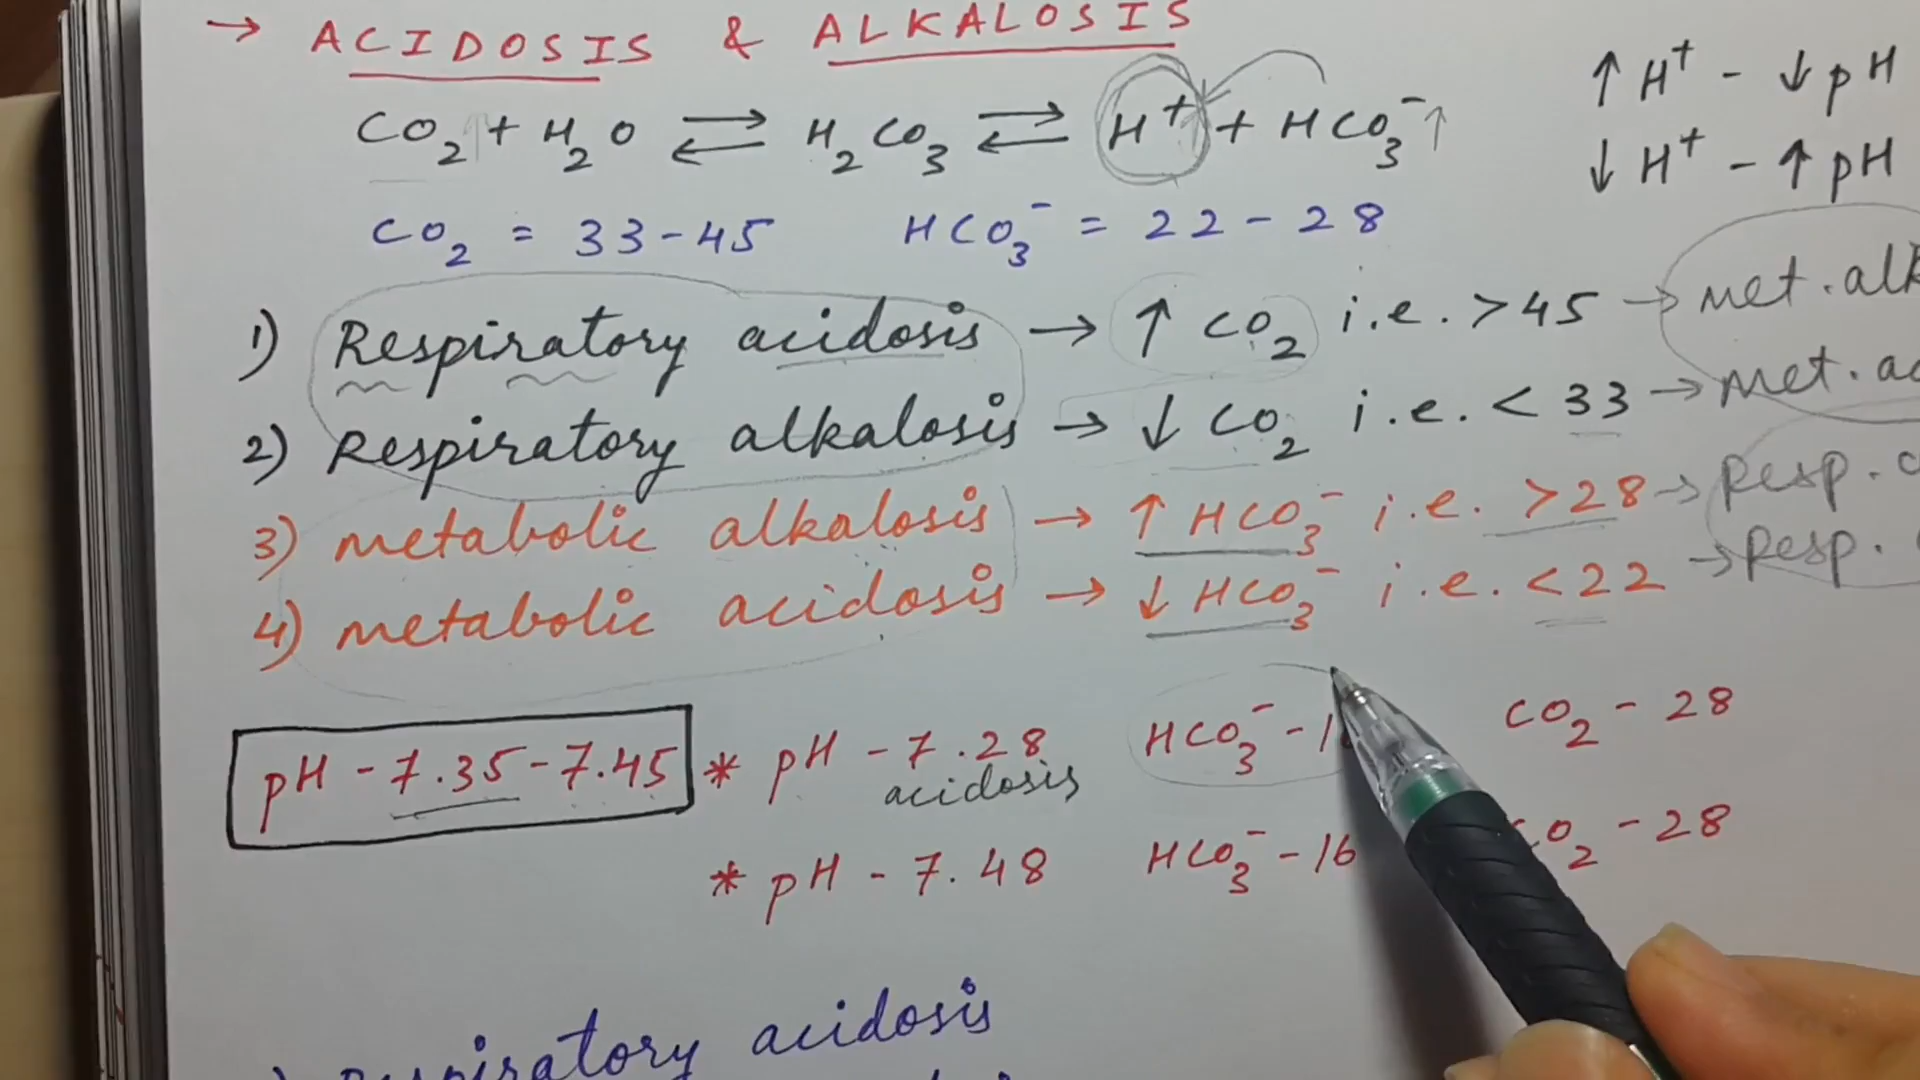 → ACIDOSIS & ALKALOSIS
CO₂↑ + H₂O ⇌ H₂CO₃ ⇌ H⁺ + HCO₃⁻↑
↑ H⁺ - ↓ pH
↓ H⁺ - ↑ pH
CO₂ = 33-45 HCO₃⁻ = 22-28
1) Respiratory acidosis → ↑ CO₂ i.e. >45 → met. alk
2) Respiratory alkalosis → ↓ CO₂ i.e. < 33 → met. ac
3) metabolic alkalosis → ↑ HCO₃⁻ i.e. >28 → Resp.
4) metabolic acidosis → ↓ HCO₃⁻ i.e. <22 → Resp.
pH - 7.35-7.45 * pH - 7.28 HCO₃⁻ - 1 CO₂ - 28
acidosis
* pH - 7.48 HCO₃⁻ - 16 CO₂ - 28
Respiratory acidosis